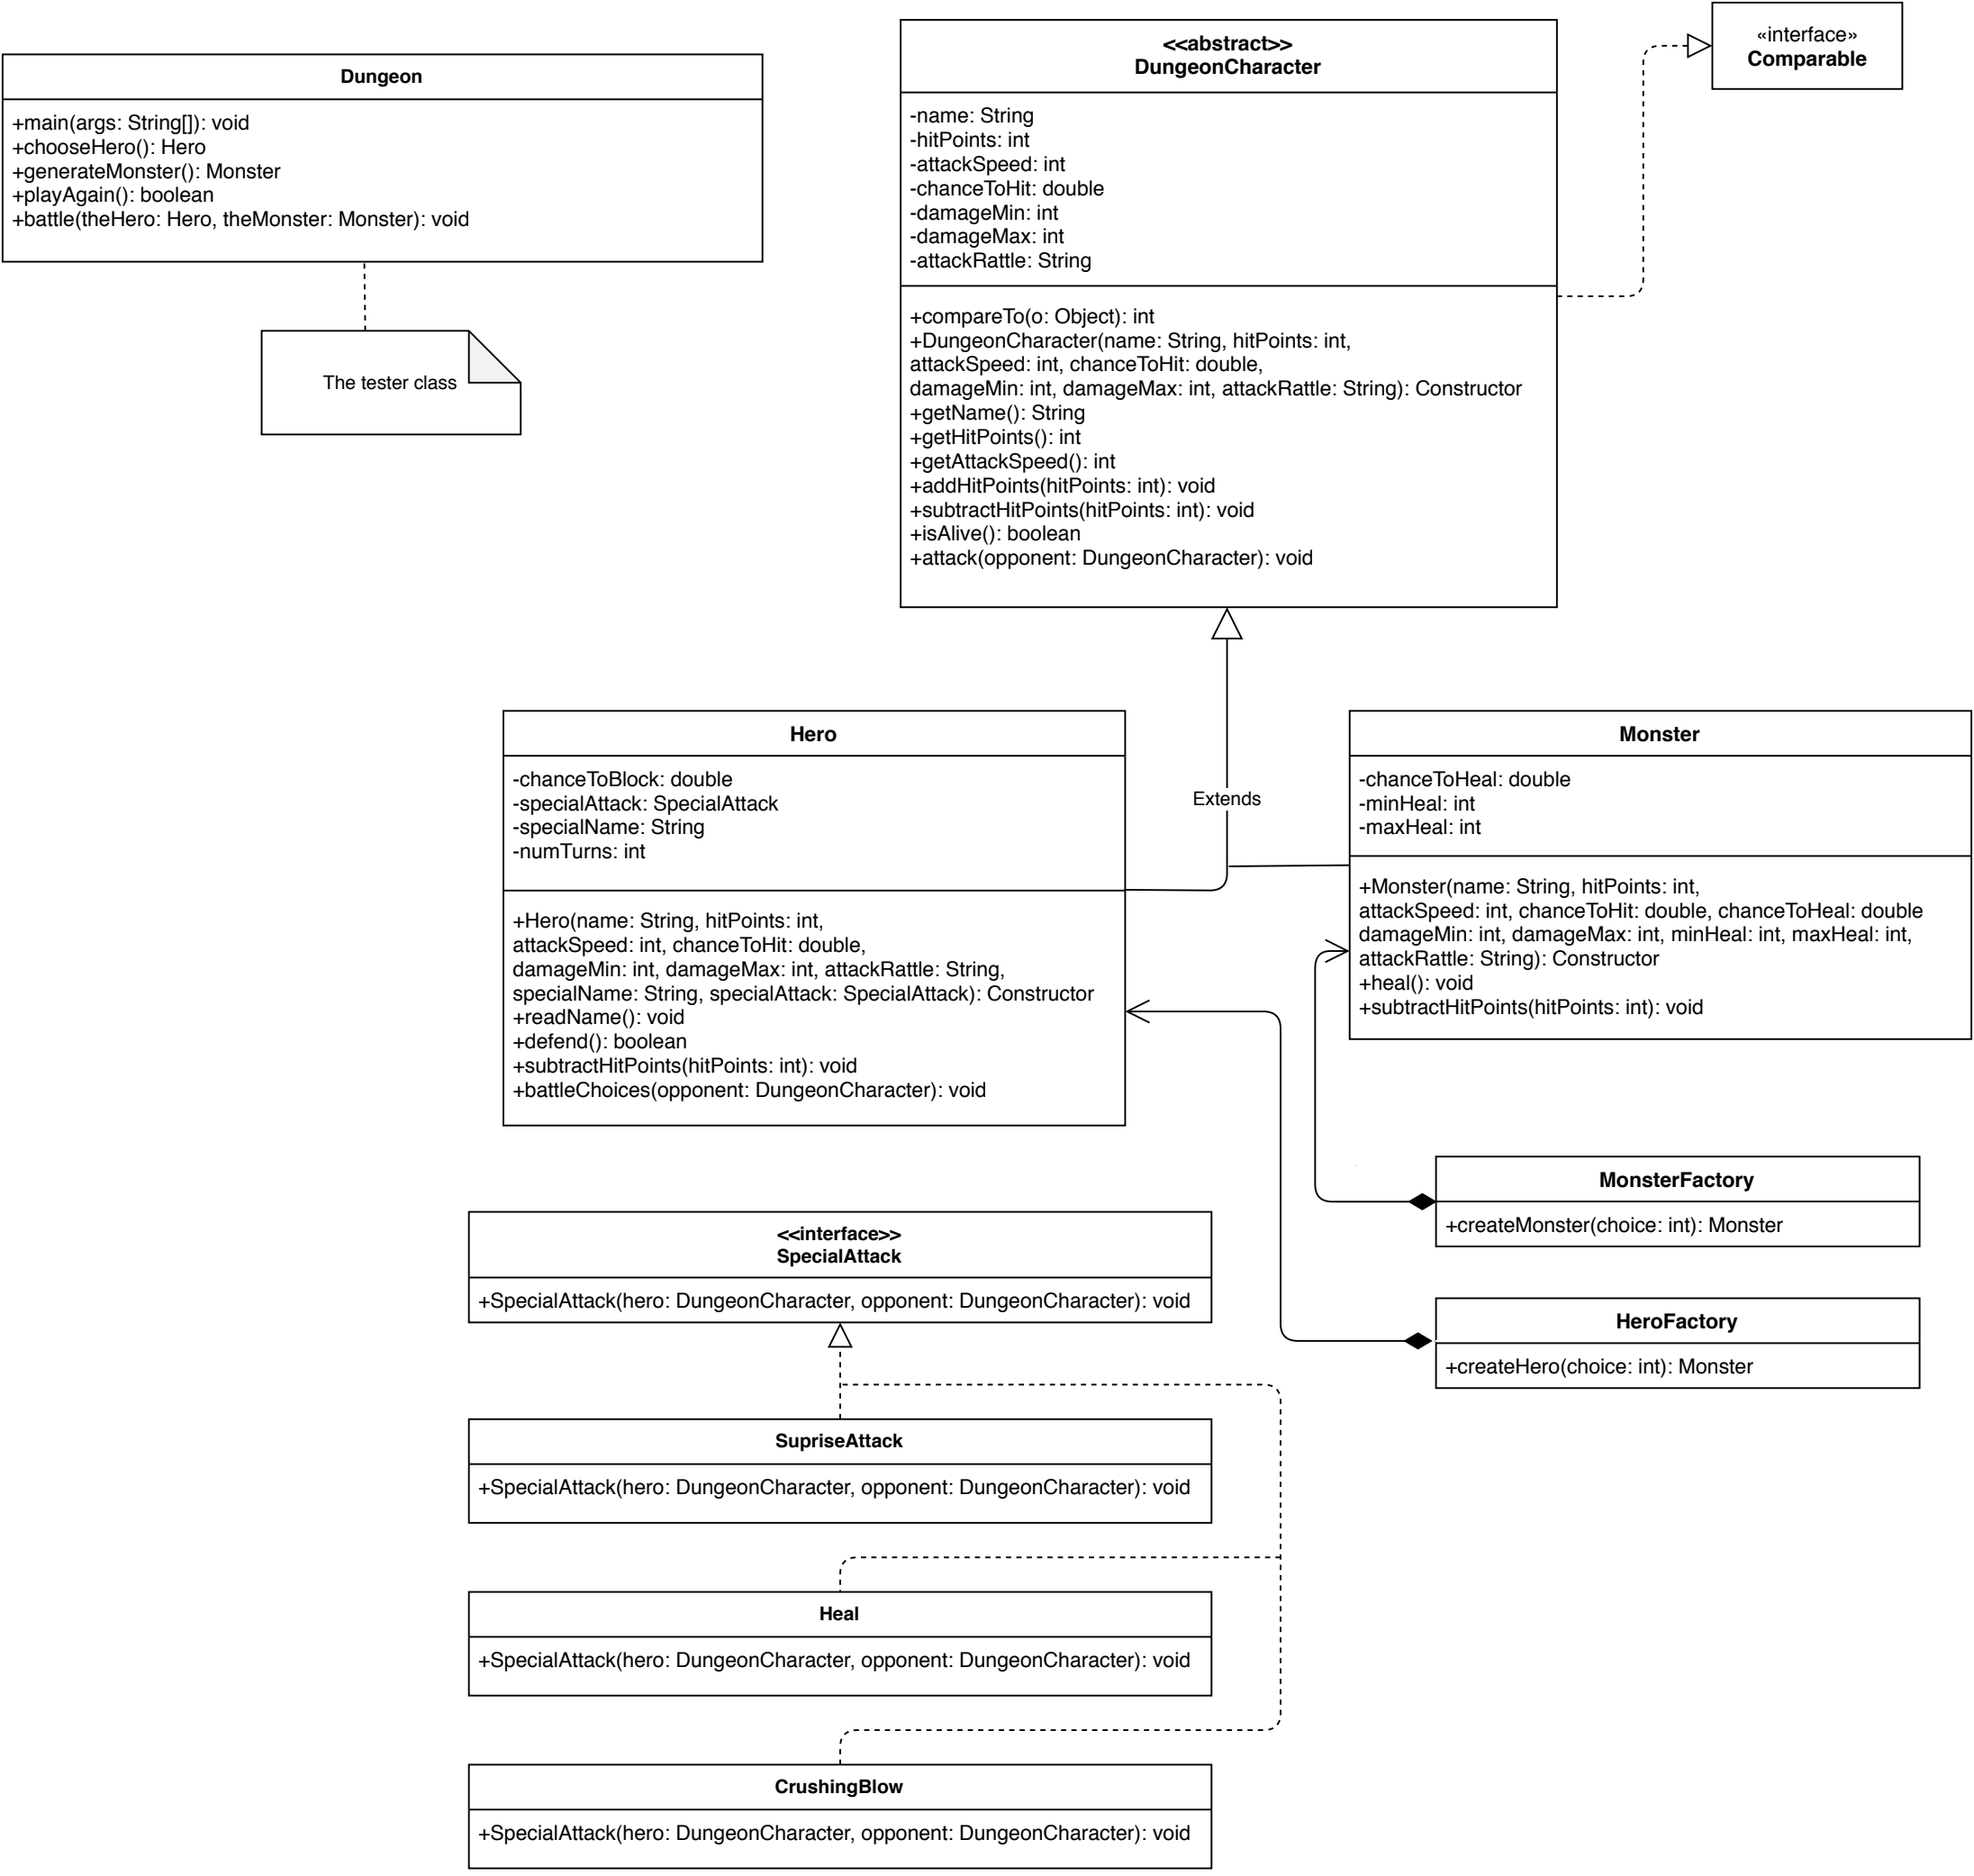 Dungeon
+main(args: String[]): void
+chooseHero(): Hero
+generateMonster(): Monster
+playAgain(): boolean
+battle(theHero: Hero, theMonster: Monster): void
The tester class
<<abstract>>
DungeonCharacter
-name: String
-hitPoints: int
-attackSpeed: int
-chanceToHit: double
-damageMin: int
-damageMax: int
-attackRattle: String
+compareTo(o: Object): int
+DungeonCharacter(name: String, hitPoints: int,
attackSpeed: int, chanceToHit: double,
damageMin: int, damageMax: int, attackRattle: String): Constructor
+getName(): String
+getHitPoints(): int
+getAttackSpeed(): int
+addHitPoints(hitPoints: int): void
+subtractHitPoints(hitPoints: int): void
+isAlive(): boolean
+attack(opponent: DungeonCharacter): void
«interface»
Comparable
Extends
Hero
-chanceToBlock: double
-specialAttack: SpecialAttack
-specialName: String
-numTurns: int
+Hero(name: String, hitPoints: int,
attackSpeed: int, chanceToHit: double,
damageMin: int, damageMax: int, attackRattle: String,
specialName: String, specialAttack: SpecialAttack): Constructor
+readName(): void
+defend(): boolean
+subtractHitPoints(hitPoints: int): void
+battleChoices(opponent: DungeonCharacter): void
Monster
-chanceToHeal: double
-minHeal: int
-maxHeal: int
+Monster(name: String, hitPoints: int,
attackSpeed: int, chanceToHit: double, chanceToHeal: double
damageMin: int, damageMax: int, minHeal: int, maxHeal: int,
attackRattle: String): Constructor
+heal(): void
+subtractHitPoints(hitPoints: int): void
MonsterFactory
+createMonster(choice: int): Monster
HeroFactory
+createHero(choice: int): Monster
<<interface>>
SpecialAttack
+SpecialAttack(hero: DungeonCharacter, opponent: DungeonCharacter): void
SupriseAttack
+SpecialAttack(hero: DungeonCharacter, opponent: DungeonCharacter): void
Heal
+SpecialAttack(hero: DungeonCharacter, opponent: DungeonCharacter): void
CrushingBlow
+SpecialAttack(hero: DungeonCharacter, opponent: DungeonCharacter): void